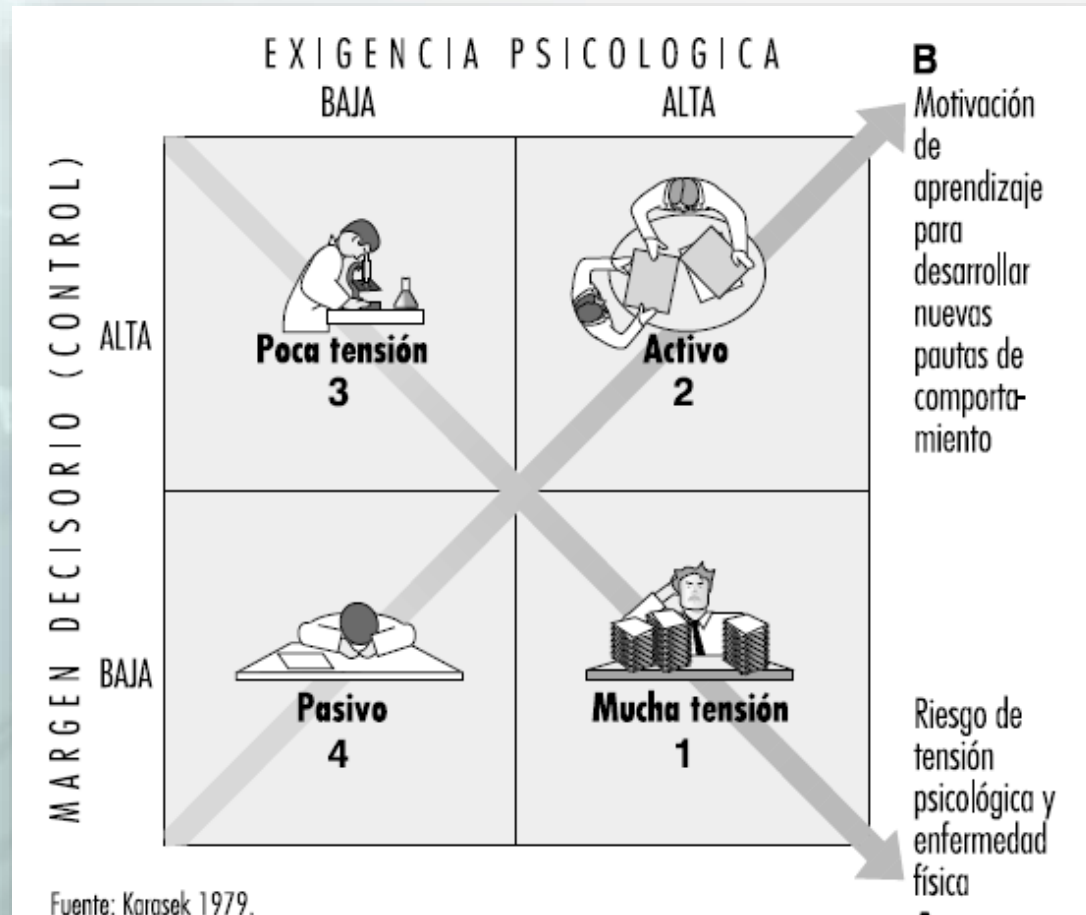 EXIGENCIA PSICOLOGICA
BAJA
ALTA
MARGEN DECISORIO (CONTROL)
ALTA
BAJA
Poca tensión
3
Activo
2
Pasivo
4
Mucha tensión
1
B
Motivación
de
aprendizaje
para
desarrollar
nuevas
pautas de
comporta-
miento
Riesgo de
tensión
psicológica y
enfermedad
física
Fuente: Karasek 1979.